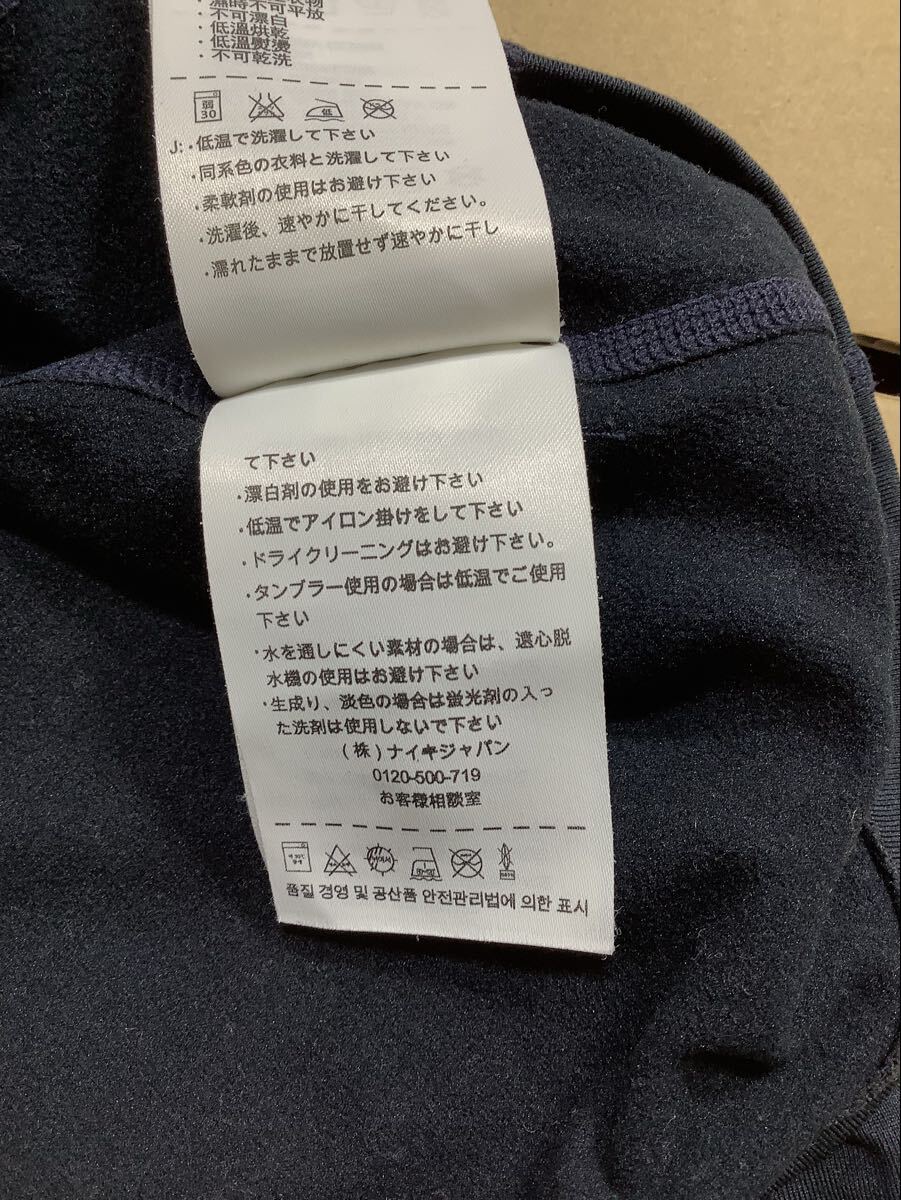 ・濕時不可平放
・不可漂白
・低溫烘乾
・低溫熨燙
・不可乾洗
弱
30
低
J:・低温で洗濯して下さい
・同系色の衣料と洗濯して下さい
・柔軟剤の使用はお避け下さい
・洗濯後、速やかに干してください。
・濡れたままで放置せず速やかに干し
て下さい
・漂白剤の使用をお避け下さい
・低温でアイロン掛けをして下さい
・ドライクリーニングはお避け下さい。
・タンブラー使用の場合は低温でご使用
下さい
・水を通しにくい素材の場合は、遠心脱
水機の使用はお避け下さい
・生成り、淡色の場合は蛍光剤の入っ
た洗剤は使用しないで下さい
(株)ナイキジャパン
0120-500-719
お客様相談室
품질 경영 및 공산품 안전관리법에 의한 표시